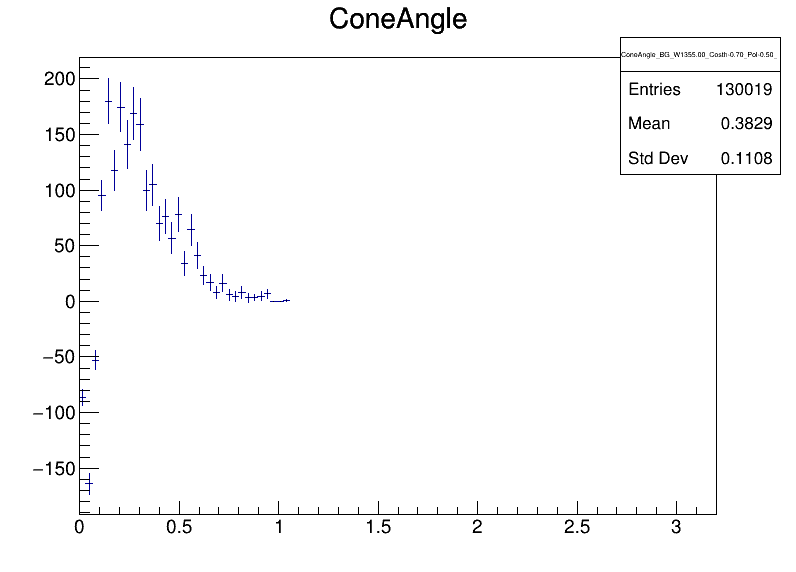 ConeAngle
ConeAngle_BG_W1355.00_Costh-0.70_Pol-0.50_
Entries 130019
Mean 0.3829
Std Dev 0.1108
200
150
100
50
0
−50
−100
−150
0 0.5 1 1.5 2 2.5 3